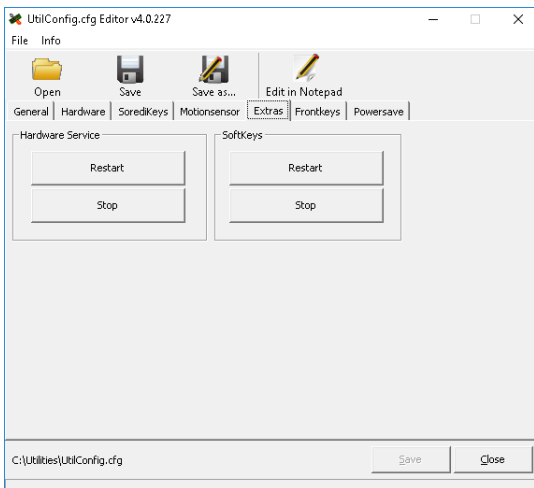 UtilConfig.cfg Editor v4.0.227
File Info
Open Save Save as... Edit in Notepad
General Hardware SorediKeys Motionsensor Extras Frontkeys Powersave
Hardware Service SoftKeys
Restart Restart
Stop Stop
C:\Utilities\UtilConfig.cfg Save Close